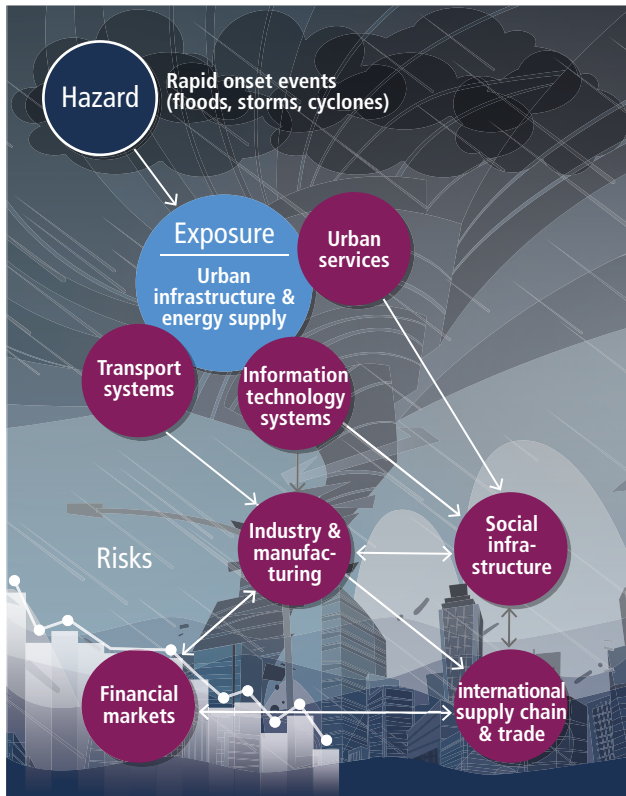 Hazard
Rapid onset events
(floods, storms, cyclones)
Exposure
Urban
infrastructure &
energy supply
Urban
services
Transport
systems
Information
technology
systems
Industry &
manufac-
turing
Social
infra-
structure
Risks
Financial
markets
international
supply chain
& trade